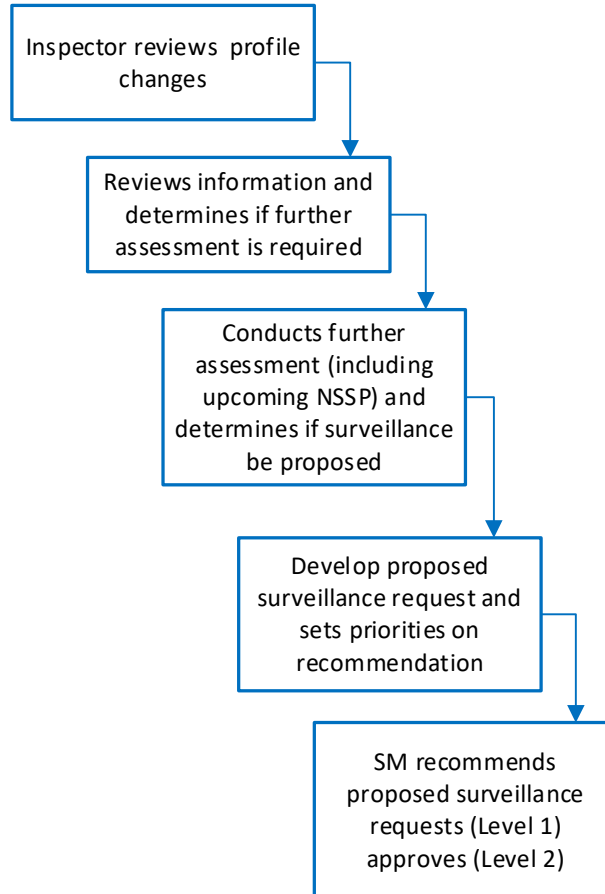 Inspector reviews  profile
changes
Reviews information and
determines if further
assessment is required
Conducts further
assessment (including
upcoming NSSP) and
determines if surveillance
be proposed
Develop proposed
surveillance request and
sets priorities on
recommendation
SM recommends
proposed surveillance
requests (Level 1)
approves (Level 2)